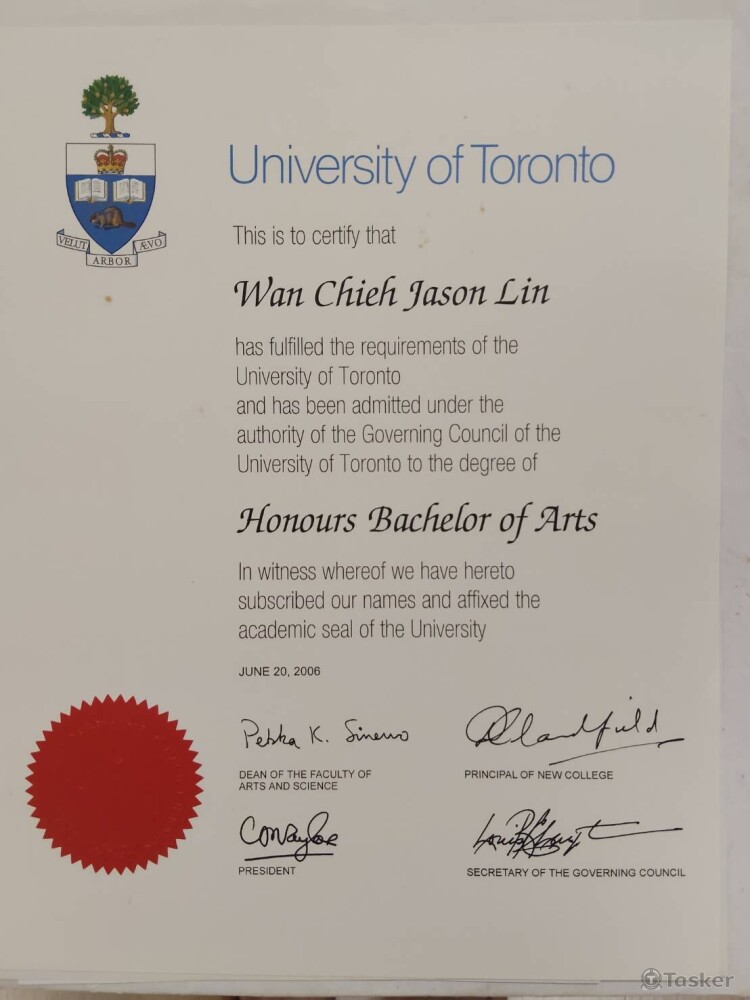 University of Toronto
This is to certify that
Wan Chieh Jason Lin
has fulfilled the requirements of the
University of Toronto
and has been admitted under the
authority of the Governing Council of the
University of Toronto to the degree of
Honours Bachelor of Arts
In witness whereof we have hereto
subscribed our names and affixed the
academic seal of the University
JUNE 20, 2006
VELUT ARBOR ÆVO
Pekka K. Sinervo
DEAN OF THE FACULTY OF
ARTS AND SCIENCE
PRINCIPAL OF NEW COLLEGE
PRESIDENT
SECRETARY OF THE GOVERNING COUNCIL
Tasker